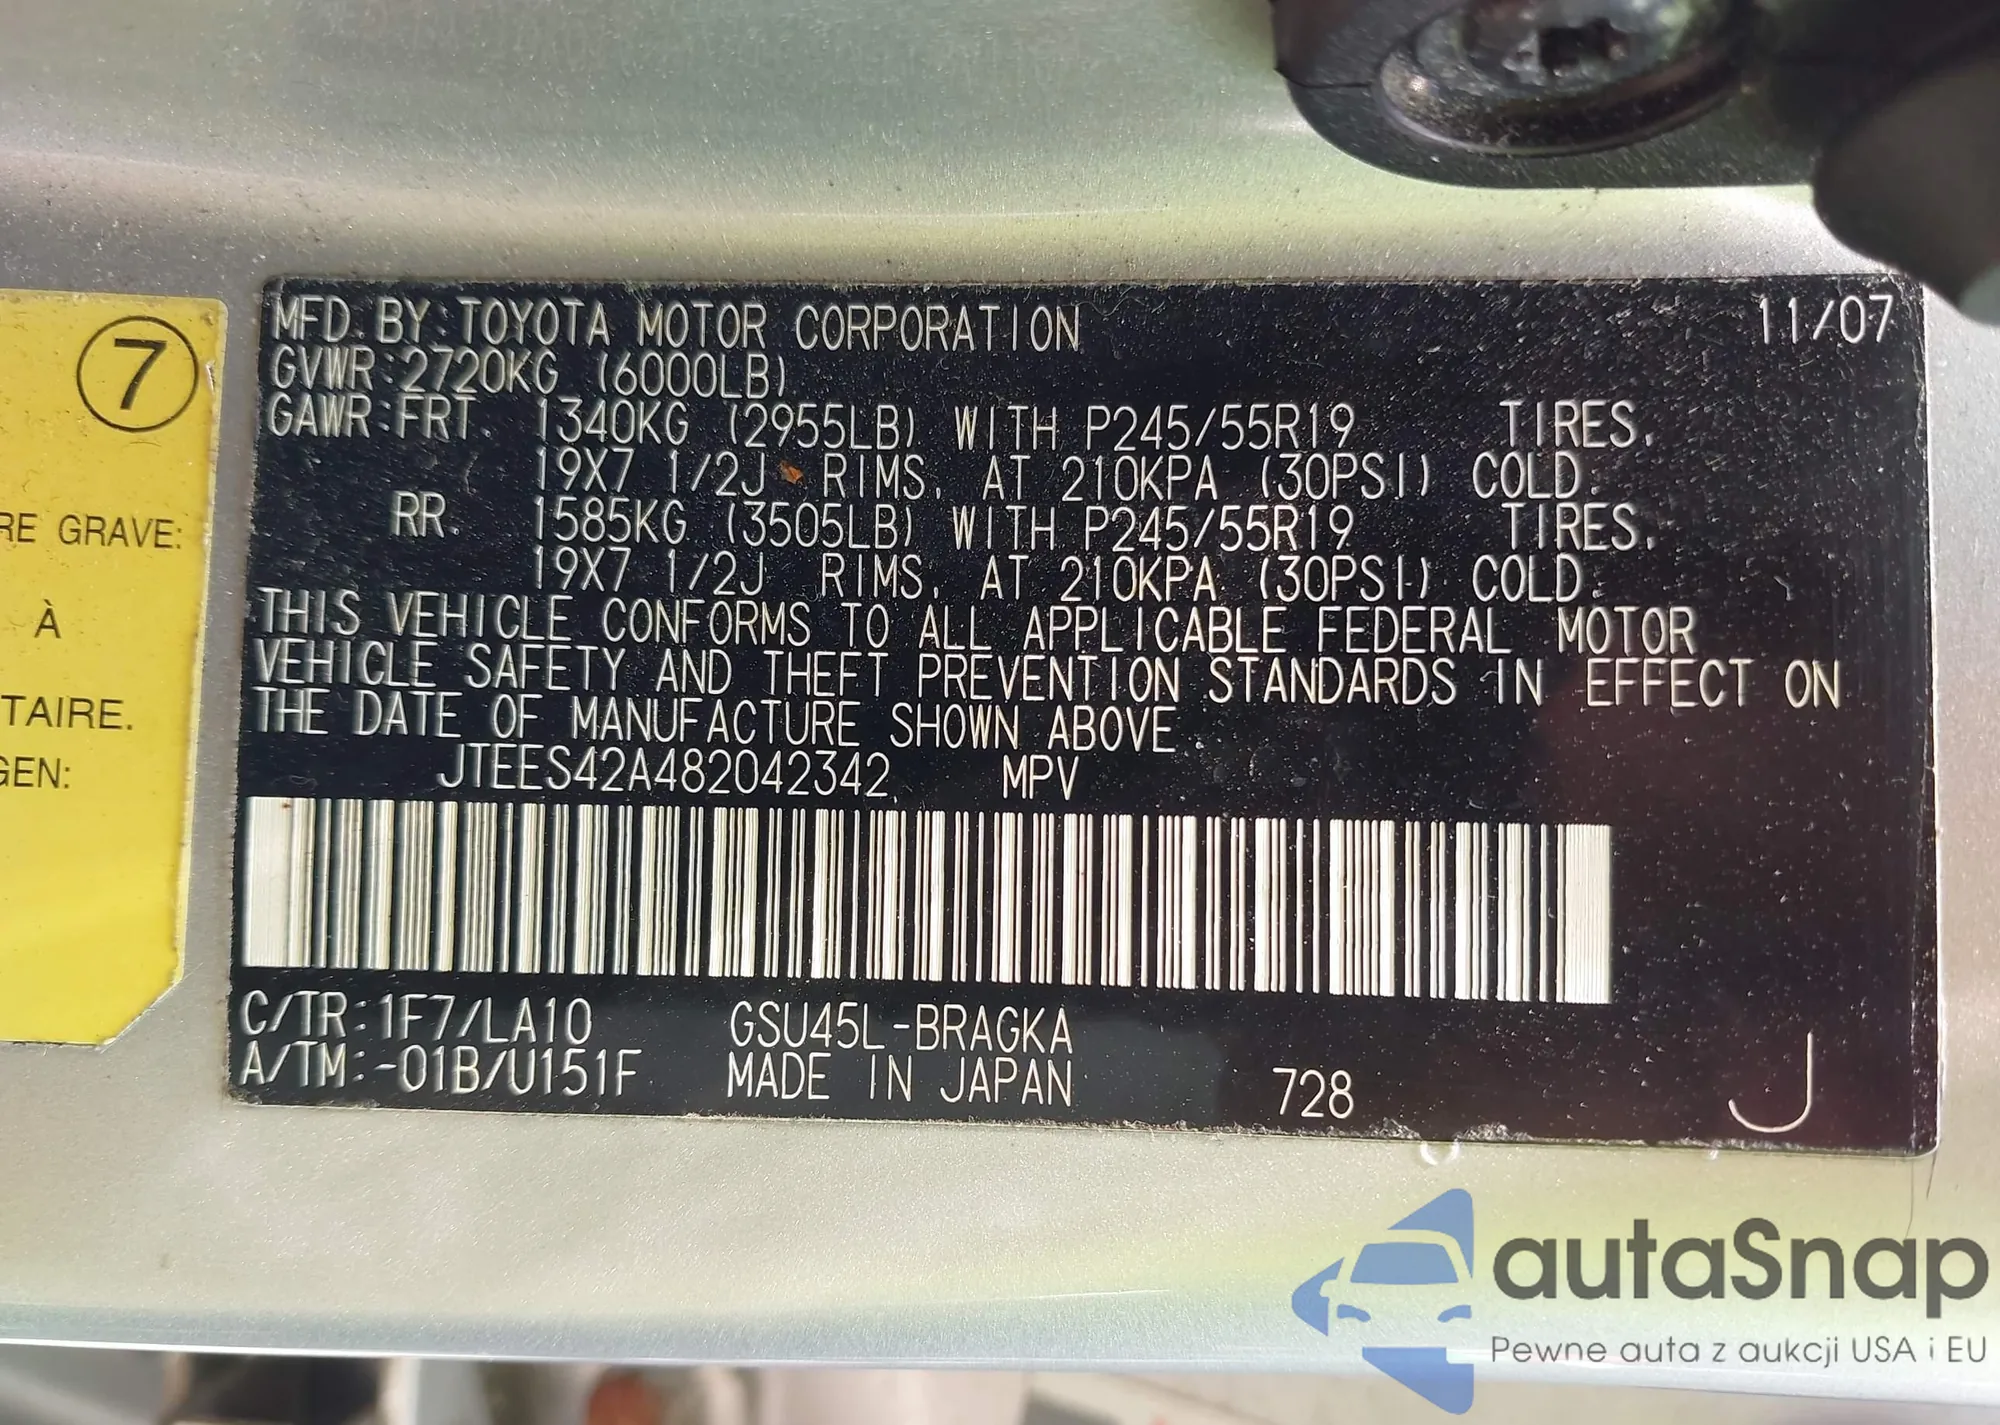 7
RE GRAVE:
À
TAIRE.
GEN:
MFD. BY: TOYOTA MOTOR CORPORATION 11/07
GVWR: 2720KG (6000LB)
GAWR: FRT. 1340KG (2955LB) WITH P245/55R19 TIRES,
19X7 1/2J RIMS, AT 210KPA (30PSI) COLD.
RR. 1585KG (3505LB) WITH P245/55R19 TIRES,
19X7 1/2J RIMS, AT 210KPA (30PSI) COLD.
THIS VEHICLE CONFORMS TO ALL APPLICABLE FEDERAL MOTOR
VEHICLE SAFETY AND THEFT PREVENTION STANDARDS IN EFFECT ON
THE DATE OF MANUFACTURE SHOWN ABOVE
JTEES42A482042342 MPV
C/TR: 1F7/LA10 GSU45L-BRAGKA
A/TM: -01B/U151F MADE IN JAPAN 728 J
autaSnap
Pewne auta z aukcji USA i EU